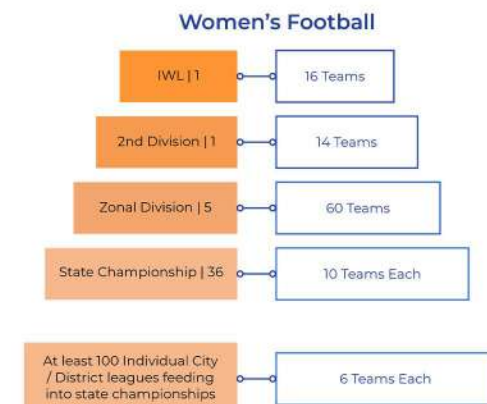 Women's Football
IWL | 1
16 Teams
2nd Division | 1
14 Teams
Zonal Division | 5
60 Teams
State Championship | 36
10 Teams Each
At least 100 Individual City
/ District leagues feeding
into state championships
6 Teams Each